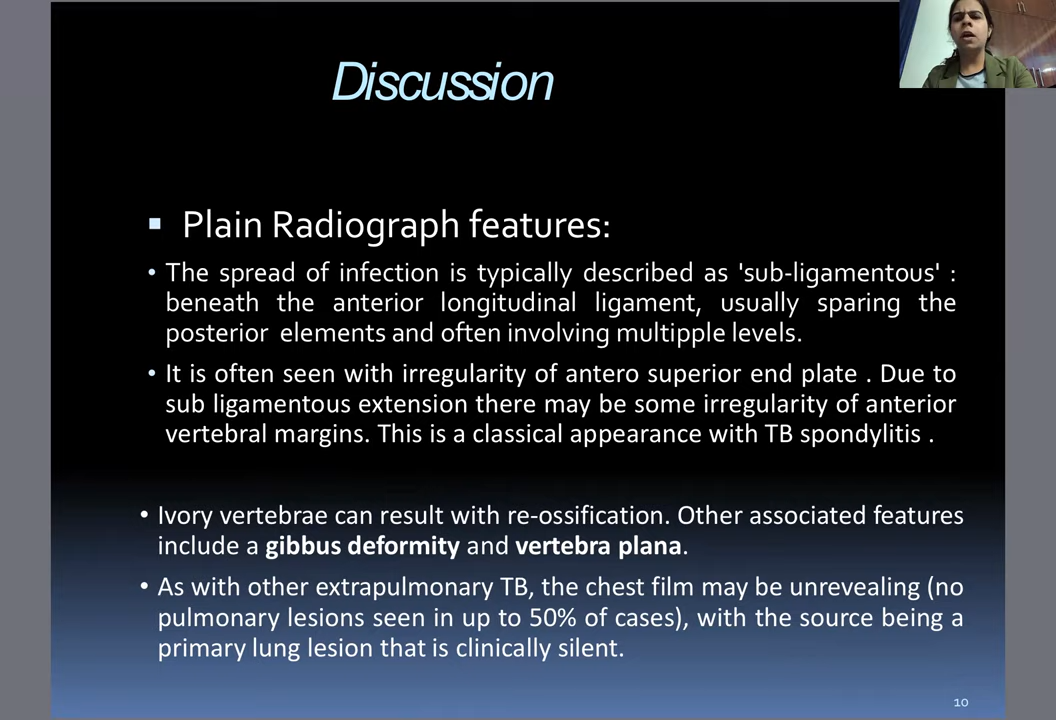 Discussion
▪ Plain Radiograph features:
• The spread of infection is typically described as 'sub-ligamentous' :
beneath the anterior longitudinal ligament, usually sparing the
posterior elements and often involving multipple levels.
• It is often seen with irregularity of antero superior end plate . Due to
sub ligamentous extension there may be some irregularity of anterior
vertebral margins. This is a classical appearance with TB spondylitis .
• Ivory vertebrae can result with re-ossification. Other associated features
include a gibbus deformity and vertebra plana.
• As with other extrapulmonary TB, the chest film may be unrevealing (no
pulmonary lesions seen in up to 50% of cases), with the source being a
primary lung lesion that is clinically silent.
10